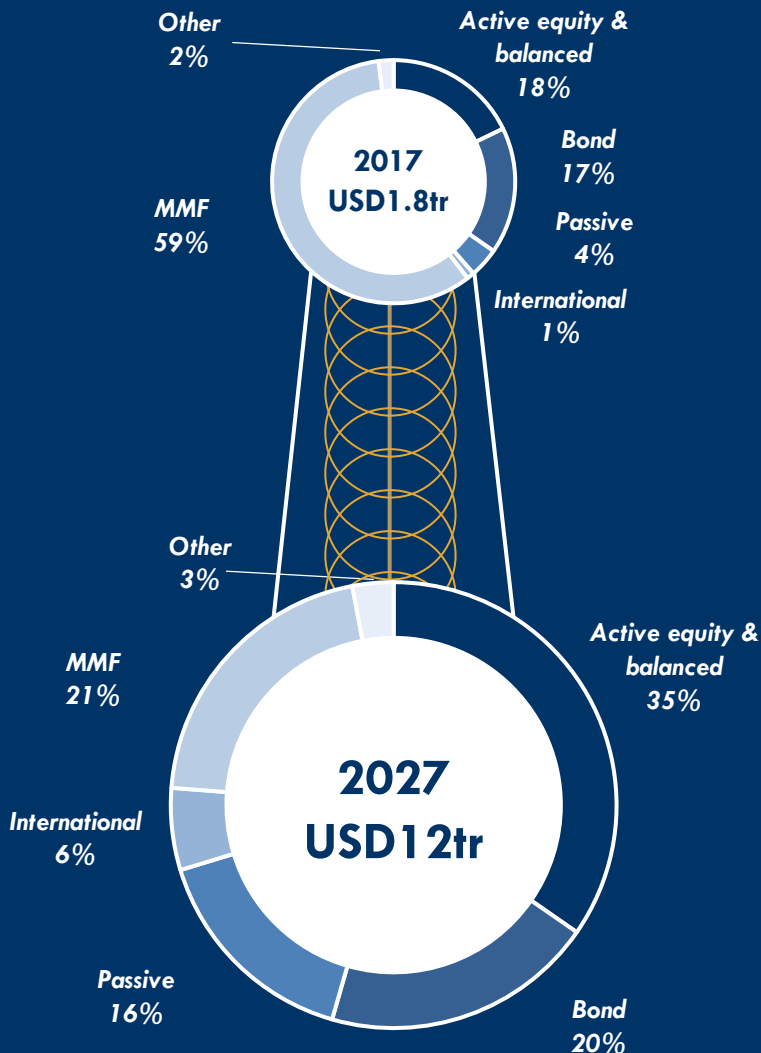 Other
2%
Active equity &
balanced
18%
Bond
17%
Passive
4%
International
1%
MMF
59%
2017
USD1.8tr
Other
3%
Active equity &
balanced
35%
MMF
21%
2027
USD12tr
International
6%
Passive
16%
Bond
20%